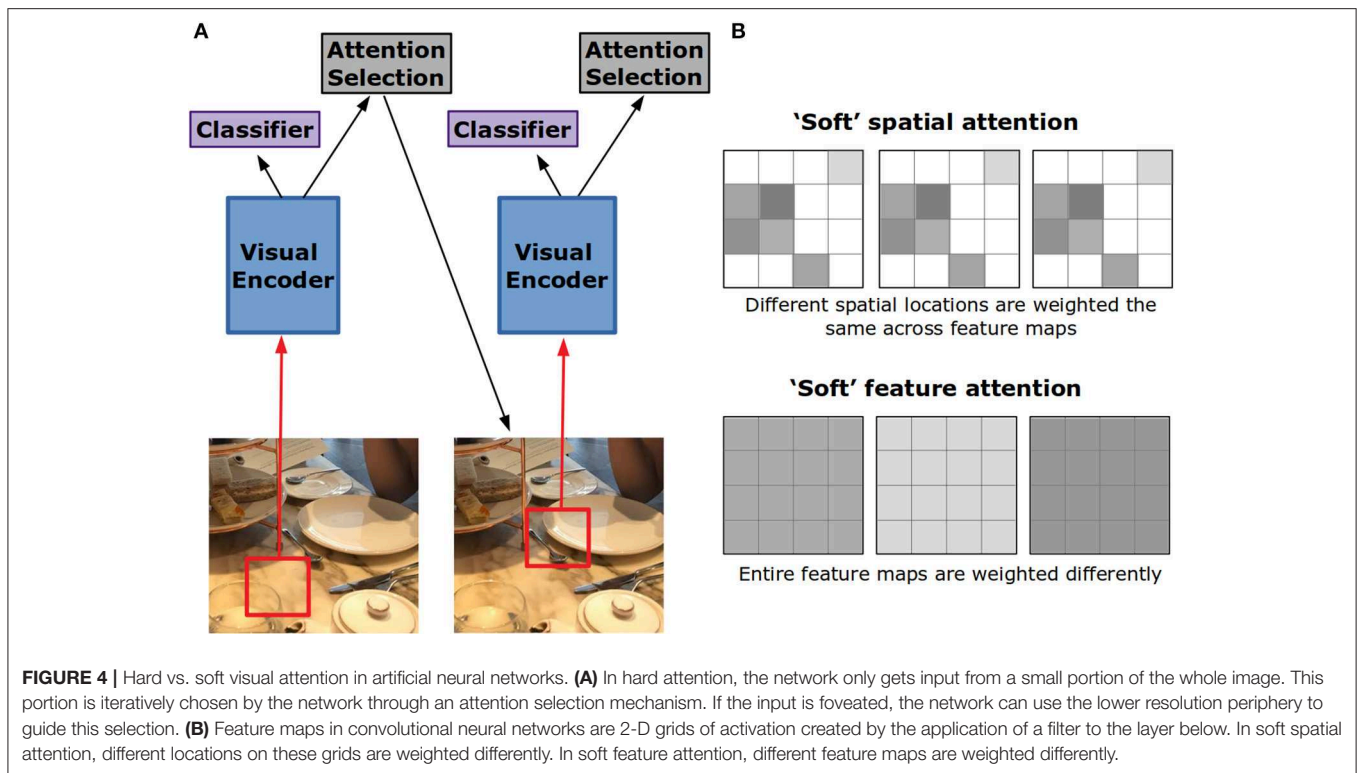 A
Attention
Selection
Attention
Selection
Classifier
Classifier
Visual
Encoder
Visual
Encoder
B
'Soft' spatial attention
Different spatial locations are weighted the
same across feature maps
'Soft' feature attention
Entire feature maps are weighted differently
FIGURE 4 | Hard vs. soft visual attention in artificial neural networks. (A) In hard attention, the network only gets input from a small portion of the whole image. This
portion is iteratively chosen by the network through an attention selection mechanism. If the input is foveated, the network can use the lower resolution periphery to
guide this selection. (B) Feature maps in convolutional neural networks are 2-D grids of activation created by the application of a filter to the layer below. In soft spatial
attention, different locations on these grids are weighted differently. In soft feature attention, different feature maps are weighted differently.